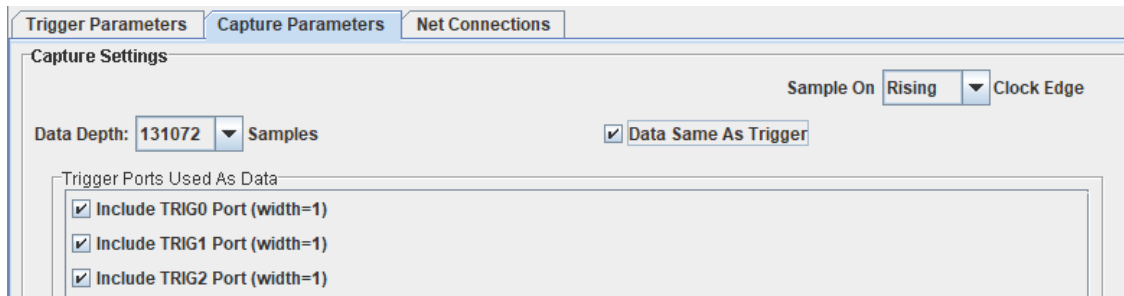 Trigger Parameters Capture Parameters Net Connections
Capture Settings
Sample On Rising Clock Edge
Data Depth: 131072 Samples Data Same As Trigger
Trigger Ports Used As Data
Include TRIG0 Port (width=1)
Include TRIG1 Port (width=1)
Include TRIG2 Port (width=1)